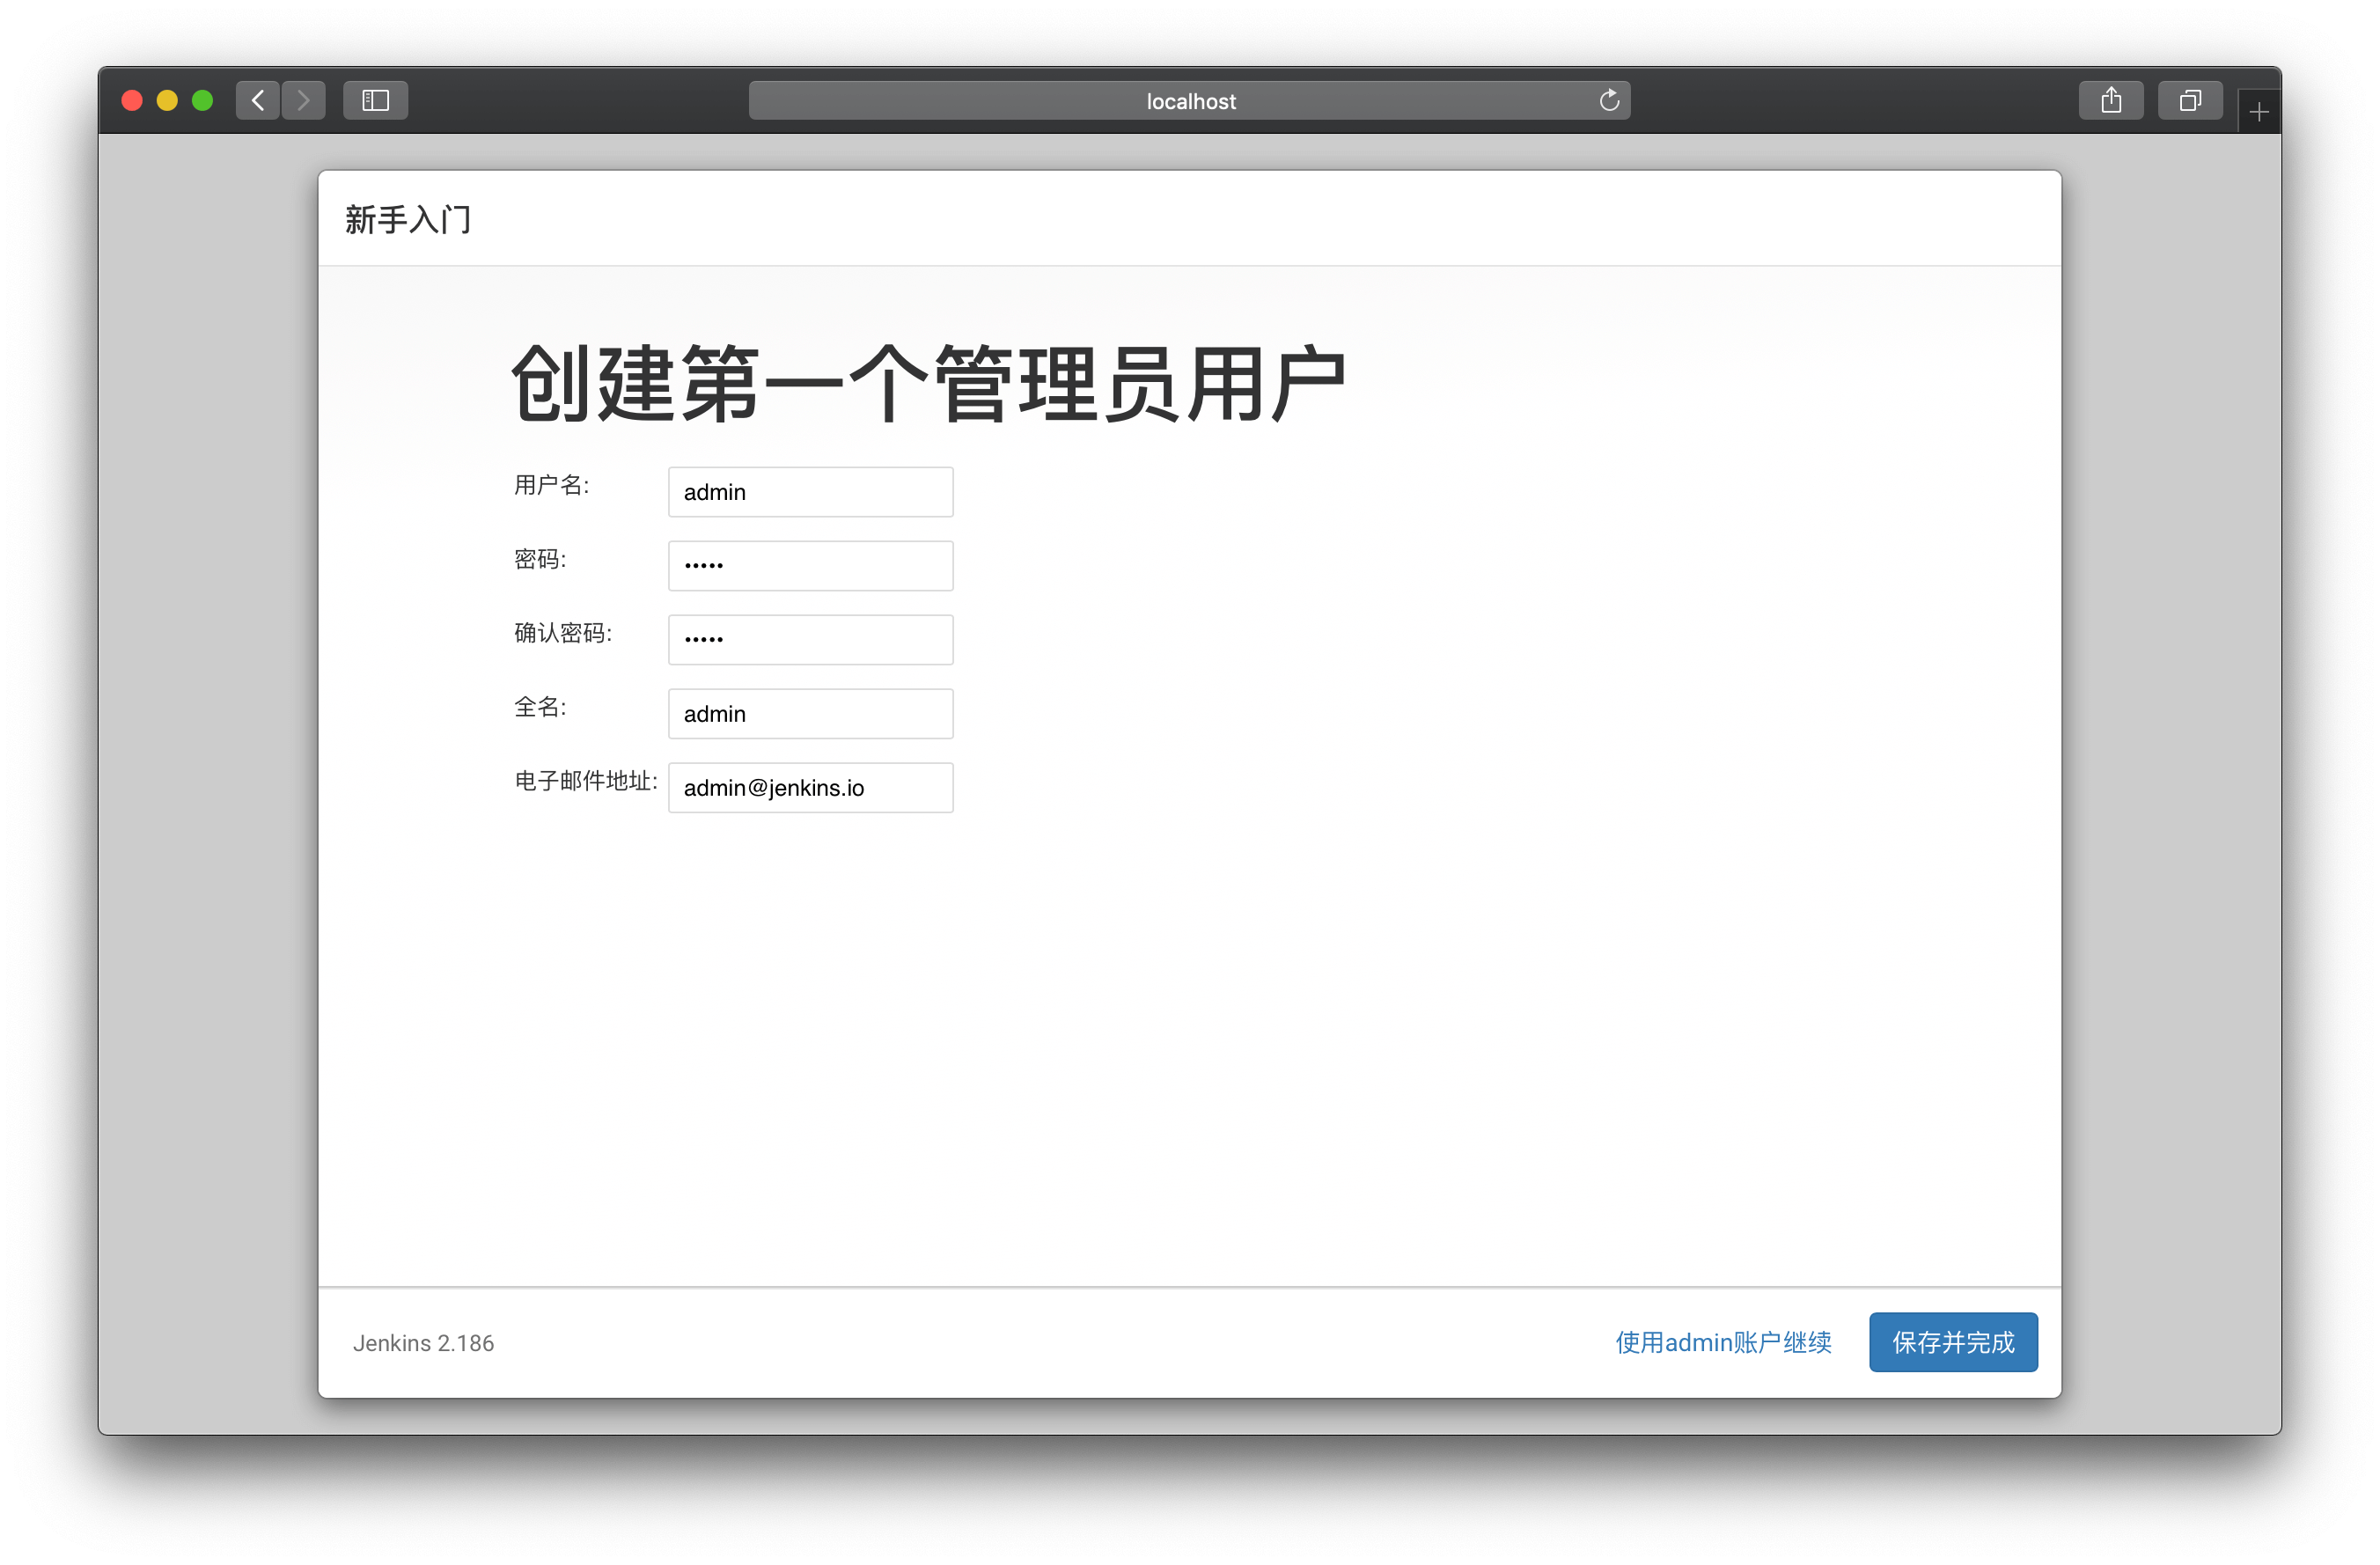 localhost
新手入门
创建第一个管理员用户
用户名: admin
密码: •••••
确认密码: •••••
全名: admin
电子邮件地址: admin@jenkins.io
Jenkins 2.186 使用admin账户继续 保存并完成